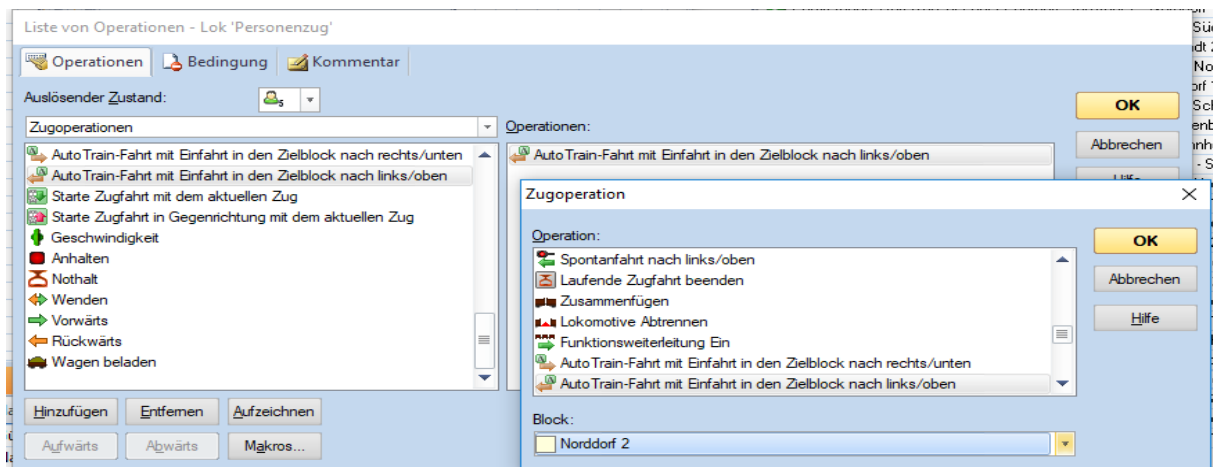 Liste von Operationen - Lok 'Personenzug'
Operationen Bedingung Kommentar
Auslösender Zustand:
5
Zugoperationen
AutoTrain-Fahrt mit Einfahrt in den Zielblock nach rechts/unten
AutoTrain-Fahrt mit Einfahrt in den Zielblock nach links/oben
Starte Zugfahrt mit dem aktuellen Zug
Starte Zugfahrt in Gegenrichtung mit dem aktuellen Zug
Geschwindigkeit
Anhalten
Nothalt
Wenden
Vorwärts
Rückwärts
Wagen beladen
Hinzufügen Entfernen Aufzeichnen
Aufwärts Abwärts Makros...
Operationen:
AutoTrain-Fahrt mit Einfahrt in den Zielblock nach links/oben
OK
Abbrechen
Zugoperation
Operation:
Spontanfahrt nach links/oben
Laufende Zugfahrt beenden
Zusammenfügen
Lokomotive Abtrennen
Funktionsweiterleitung Ein
AutoTrain-Fahrt mit Einfahrt in den Zielblock nach rechts/unten
AutoTrain-Fahrt mit Einfahrt in den Zielblock nach links/oben
Block:
Norddorf 2
OK
Abbrechen
Hilfe